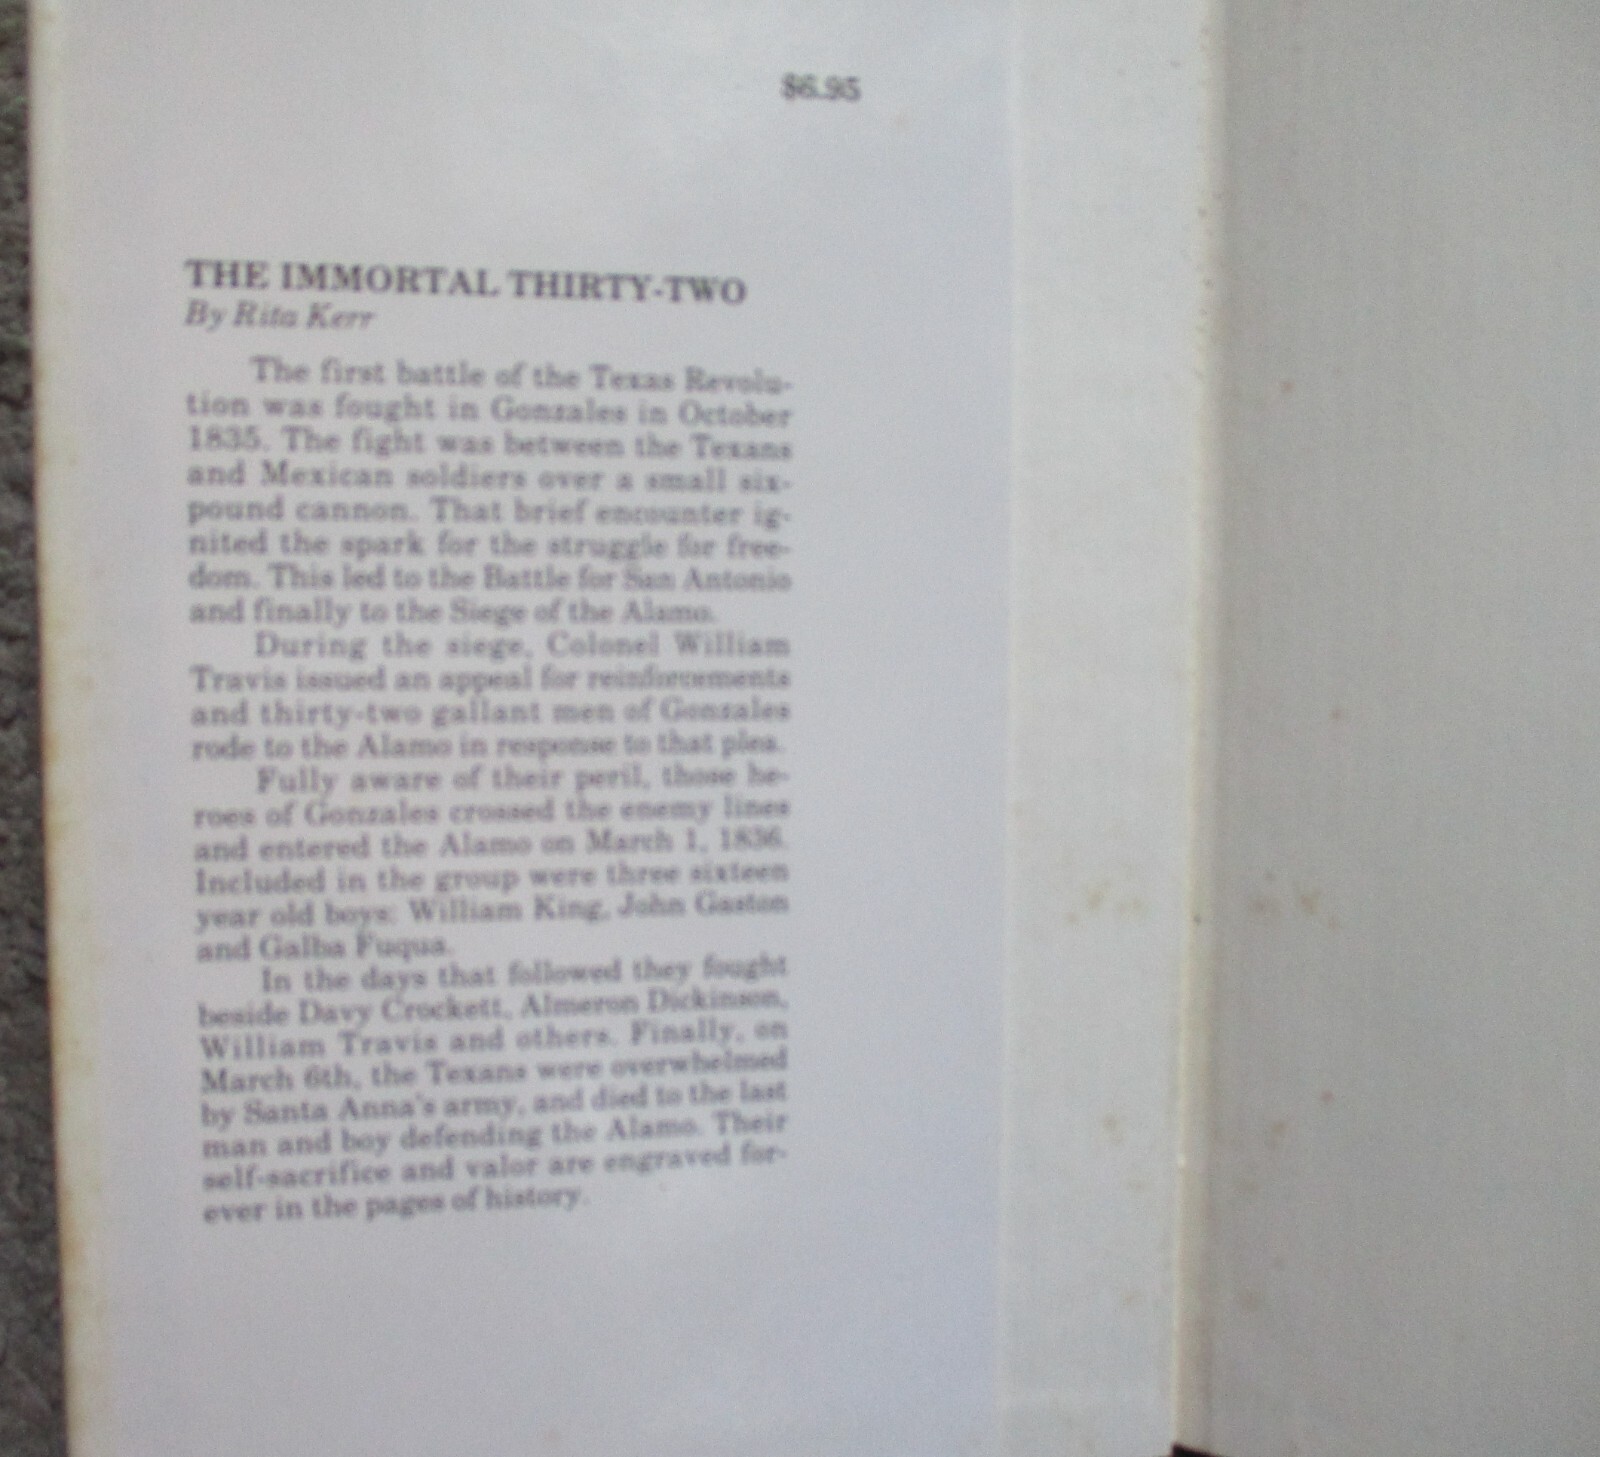 $6.95
THE IMMORTAL THIRTY-TWO
By Rita Kerr
The first battle of the Texas Revolu-
tion was fought in Gonzales in October
1835. The fight was between the Texans
and Mexican soldiers over a small six-
pound cannon. That brief encounter ig-
nited the spark for the struggle for free-
dom. This led to the Battle for San Antonio
and finally to the Siege of the Alamo.
During the siege, Colonel William
Travis issued an appeal for reinforcements
and thirty-two gallant men of Gonzales
rode to the Alamo in response to that plea.
Fully aware of their peril, those he-
roes of Gonzales crossed the enemy lines
and entered the Alamo on March 1, 1836.
Included in the group were three sixteen
year old boys: William King, John Gaston
and Galba Fuqua.
In the days that followed they fought
beside Davy Crockett, Almeron Dickinson,
William Travis and others. Finally, on
March 6th, the Texans were overwhelmed
by Santa Anna's army, and died to the last
man and boy defending the Alamo. Their
self-sacrifice and valor are engraved for-
ever in the pages of history.